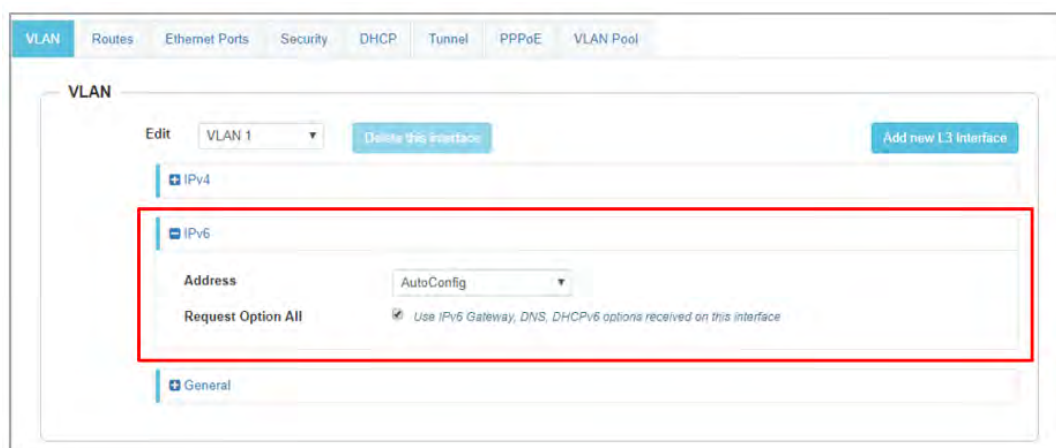 VLAN Routes Ethernet Ports Security DHCP Tunnel PPPoE VLAN Pool
VLAN
Edit VLAN 1 Delete this interface Add new L3 Interface
IPv4
IPv6
Address AutoConfig
Request Option All Use IPv6 Gateway, DNS, DHCPv6 options received on this interface
General